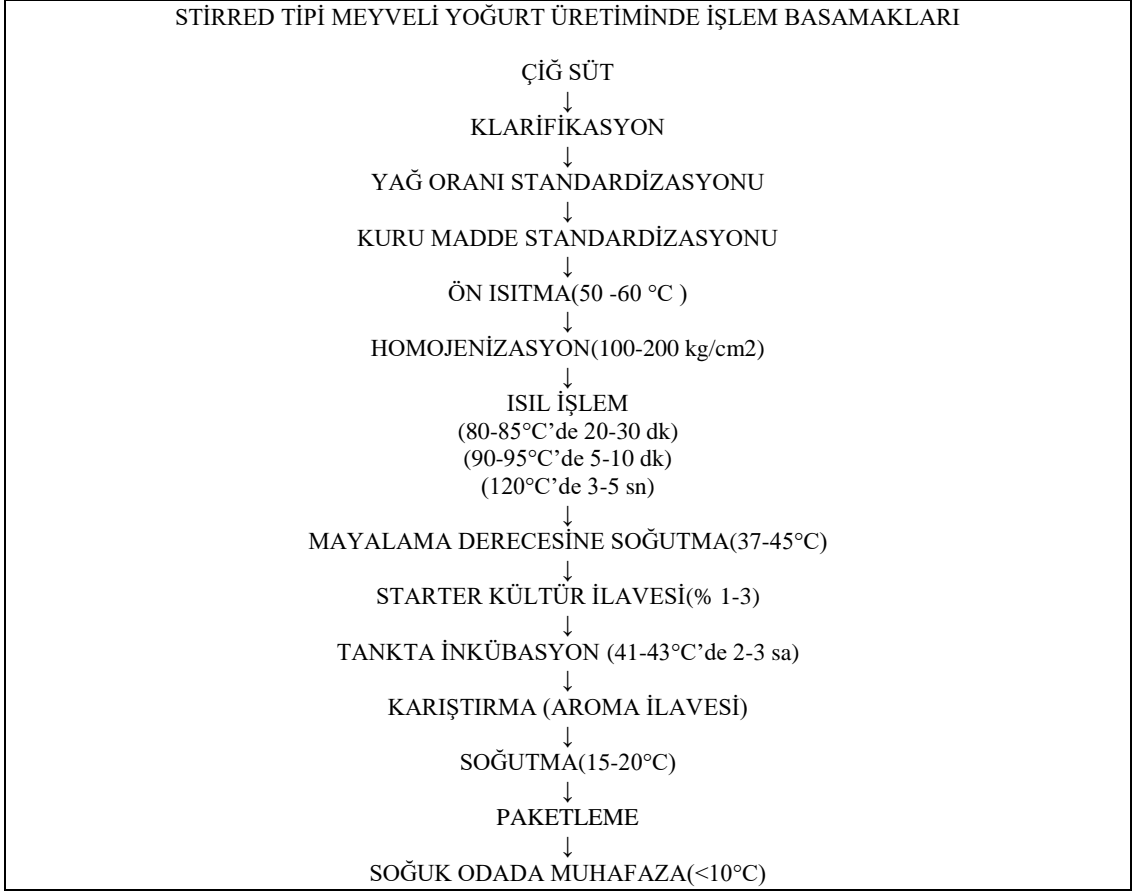 STİRRED TİPİ MEYVELİ YOĞURT ÜRETİMİNDE İŞLEM BASAMAKLARI
ÇİĞ SÜT
↓
KLARİFİKASYON
↓
YAĞ ORANI STANDARDİZASYONU
↓
KURU MADDE STANDARDİZASYONU
↓
ÖN ISITMA(50 -60 °C )
↓
HOMOJENİZASYON(100-200 kg/cm2)
↓
ISIL İŞLEM
(80-85°C’de 20-30 dk)
(90-95°C’de 5-10 dk)
(120°C’de 3-5 sn)
↓
MAYALAMA DERECESİNE SOĞUTMA(37-45°C)
↓
STARTER KÜLTÜR İLAVESİ(% 1-3)
↓
TANKTA İNKÜBASYON (41-43°C’de 2-3 sa)
↓
KARIŞTIRMA (AROMA İLAVESİ)
↓
SOĞUTMA(15-20°C)
↓
PAKETLEME
↓
SOĞUK ODADA MUHAFAZA(<10°C)